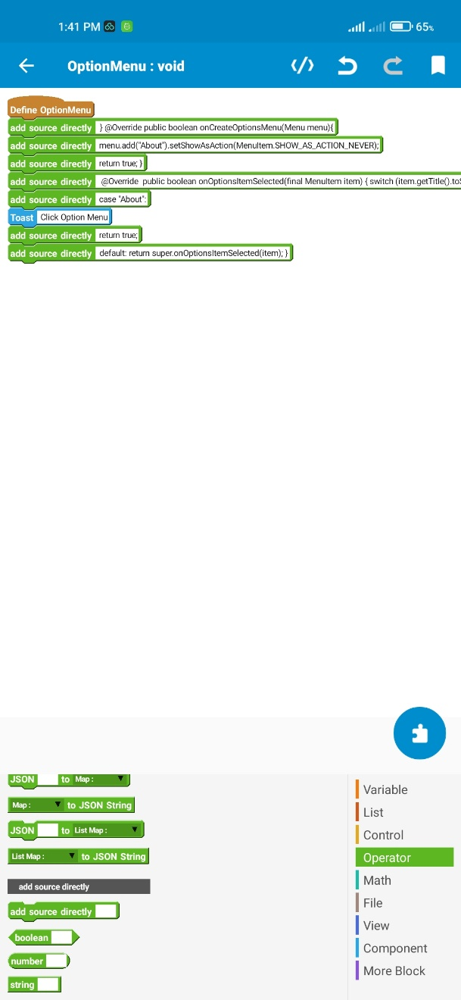 1:41 PM 65%
OptionMenu : void
Define OptionMenu
add source directly } @Override public boolean onCreateOptionsMenu(Menu menu){
add source directly menu.add("About").setShowAsAction(MenuItem.SHOW_AS_ACTION_NEVER);
add source directly return true; }
add source directly @Override public boolean onOptionsItemSelected(final MenuItem item) { switch (item.getTitle().toS
add source directly case "About":
Toast Click Option Menu
add source directly return true;
add source directly default: return super.onOptionsItemSelected(item); }
JSON to Map :
Map : to JSON String
JSON to List Map :
List Map : to JSON String
add source directly
add source directly
boolean
number
string
Variable
List
Control
Operator
Math
File
View
Component
More Block